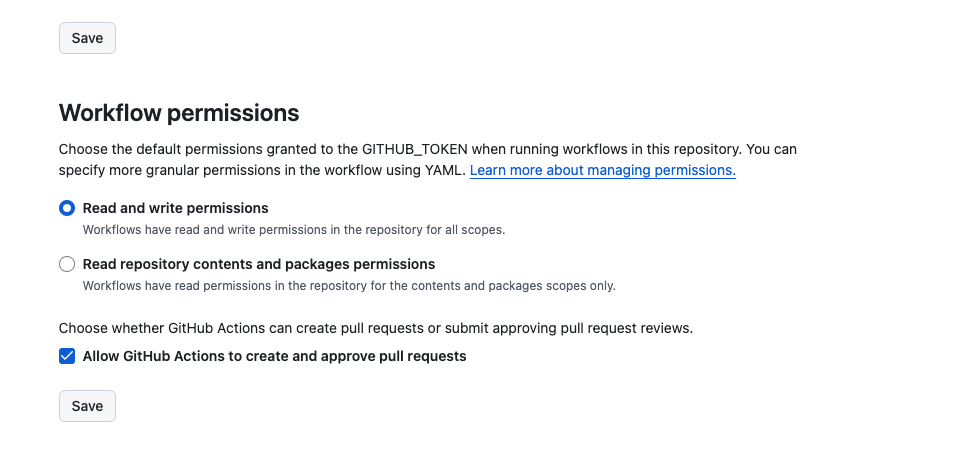 Save
Workflow permissions
Choose the default permissions granted to the GITHUB_TOKEN when running workflows in this repository. You can
specify more granular permissions in the workflow using YAML. Learn more about managing permissions.
Read and write permissions
Workflows have read and write permissions in the repository for all scopes.
Read repository contents and packages permissions
Workflows have read permissions in the repository for the contents and packages scopes only.
Choose whether GitHub Actions can create pull requests or submit approving pull request reviews.
Allow GitHub Actions to create and approve pull requests
Save